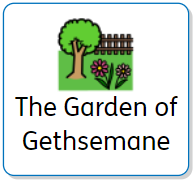 The Garden of
Gethsemane